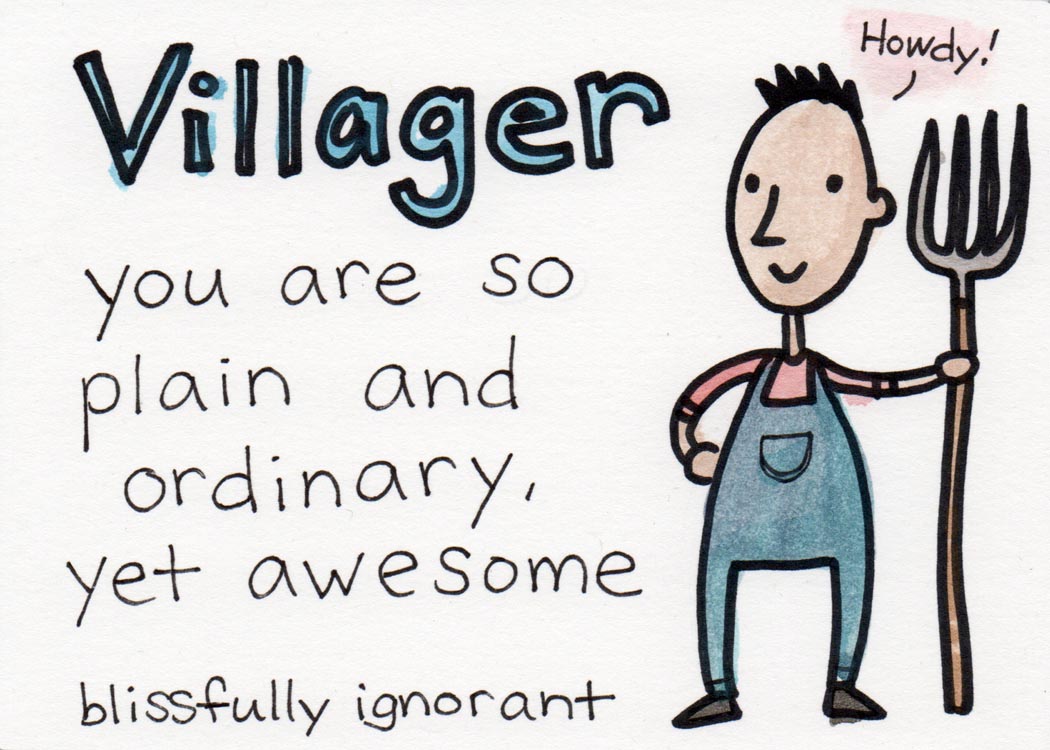 Villager
Howdy!
you are so
plain and
ordinary,
yet awesome
blissfully ignorant